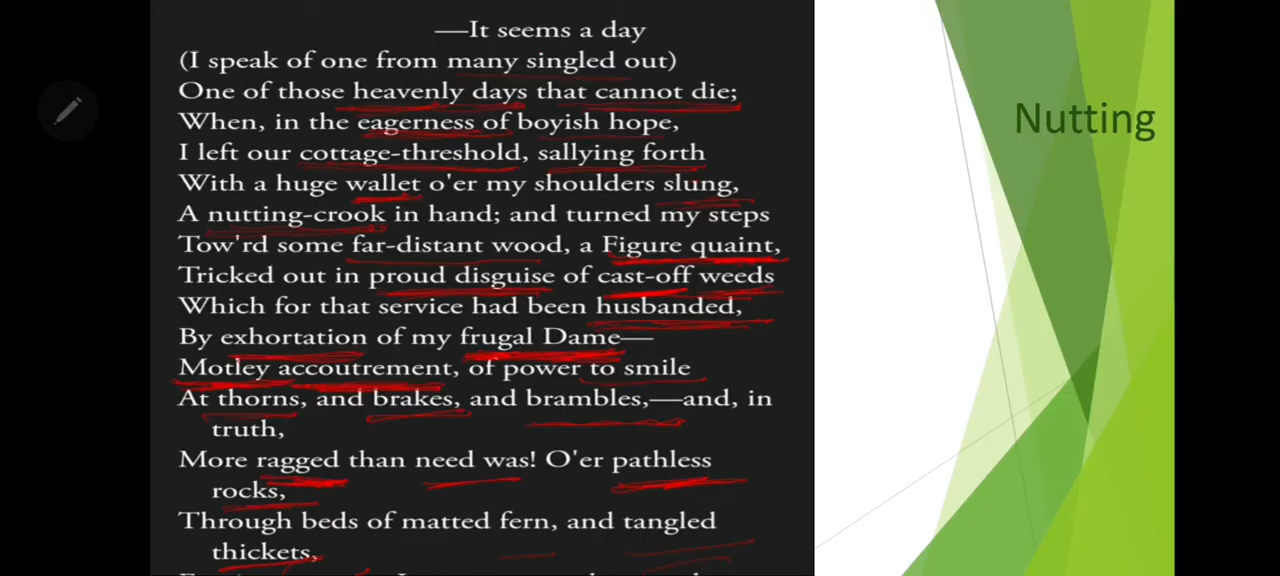 —It seems a day
(I speak of one from many singled out)
One of those heavenly days that cannot die;
When, in the eagerness of boyish hope,
I left our cottage-threshold, sallying forth
With a huge wallet o'er my shoulders slung,
A nutting-crook in hand; and turned my steps
Tow'rd some far-distant wood, a Figure quaint,
Tricked out in proud disguise of cast-off weeds
Which for that service had been husbanded,
By exhortation of my frugal Dame—
Motley accoutrement, of power to smile
At thorns, and brakes, and brambles,—and, in
truth,
More ragged than need was! O'er pathless
rocks,
Through beds of matted fern, and tangled
thickets,
Nutting